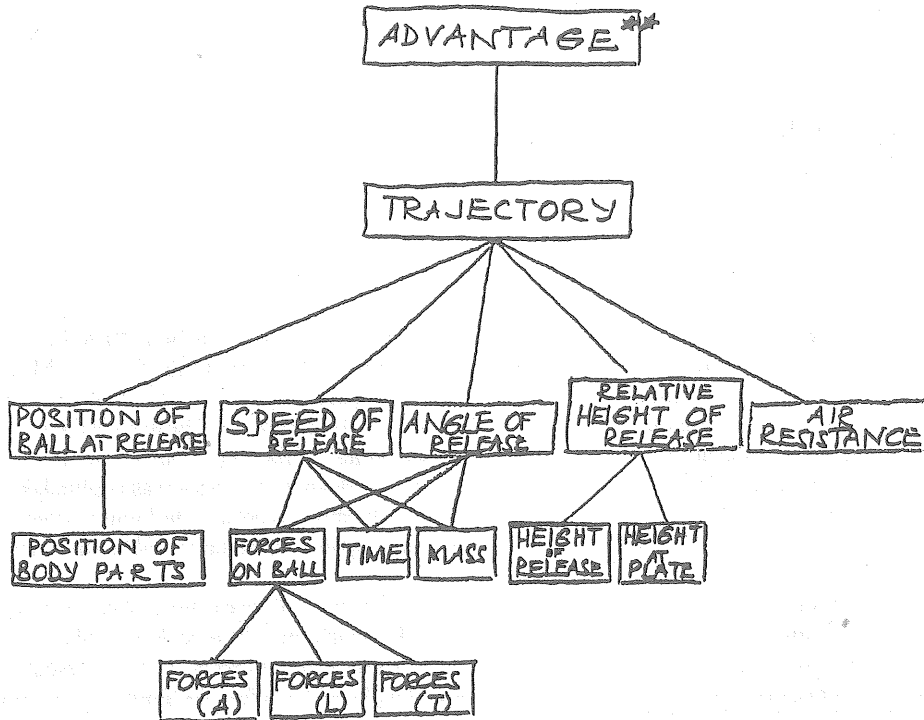 ADVANTAGE**
TRAJECTORY
POSITION OF
BALL AT RELEASE
SPEED OF
RELEASE
ANGLE OF
RELEASE
RELATIVE
HEIGHT OF
RELEASE
AIR
RESISTANCE
POSITION OF
BODY PARTS
FORCES
ON BALL
TIME
MASS
HEIGHT
OF
RELEASE
HEIGHT
AT
PLATE
FORCES
(A)
FORCES
(L)
FORCES
(T)